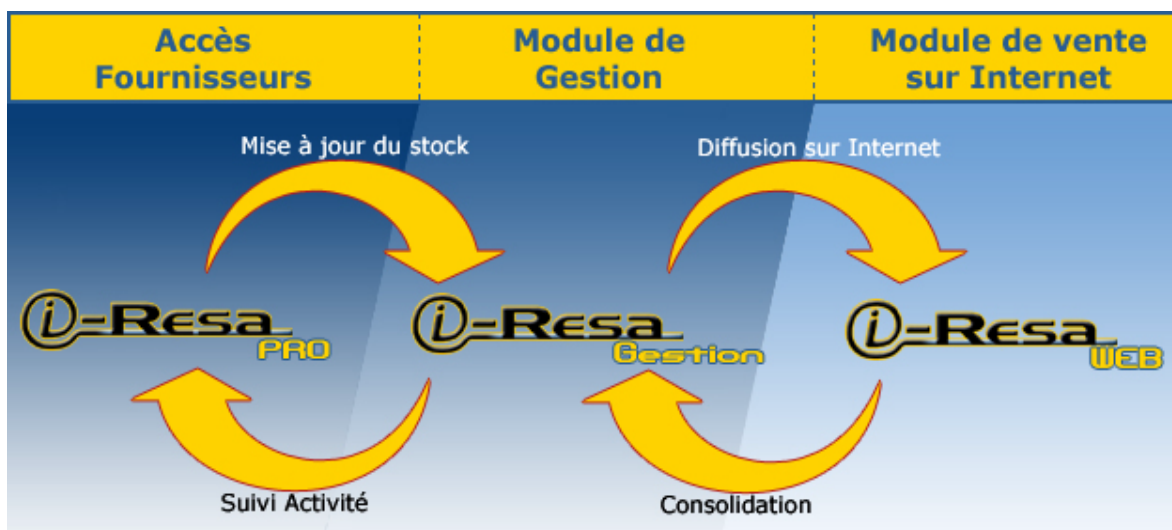 Accès
Fournisseurs
Module de
Gestion
Module de vente
sur Internet
Mise à jour du stock
Diffusion sur Internet
i-Resa
PRO
i-Resa
Gestion
i-Resa
WEB
Suivi Activité
Consolidation